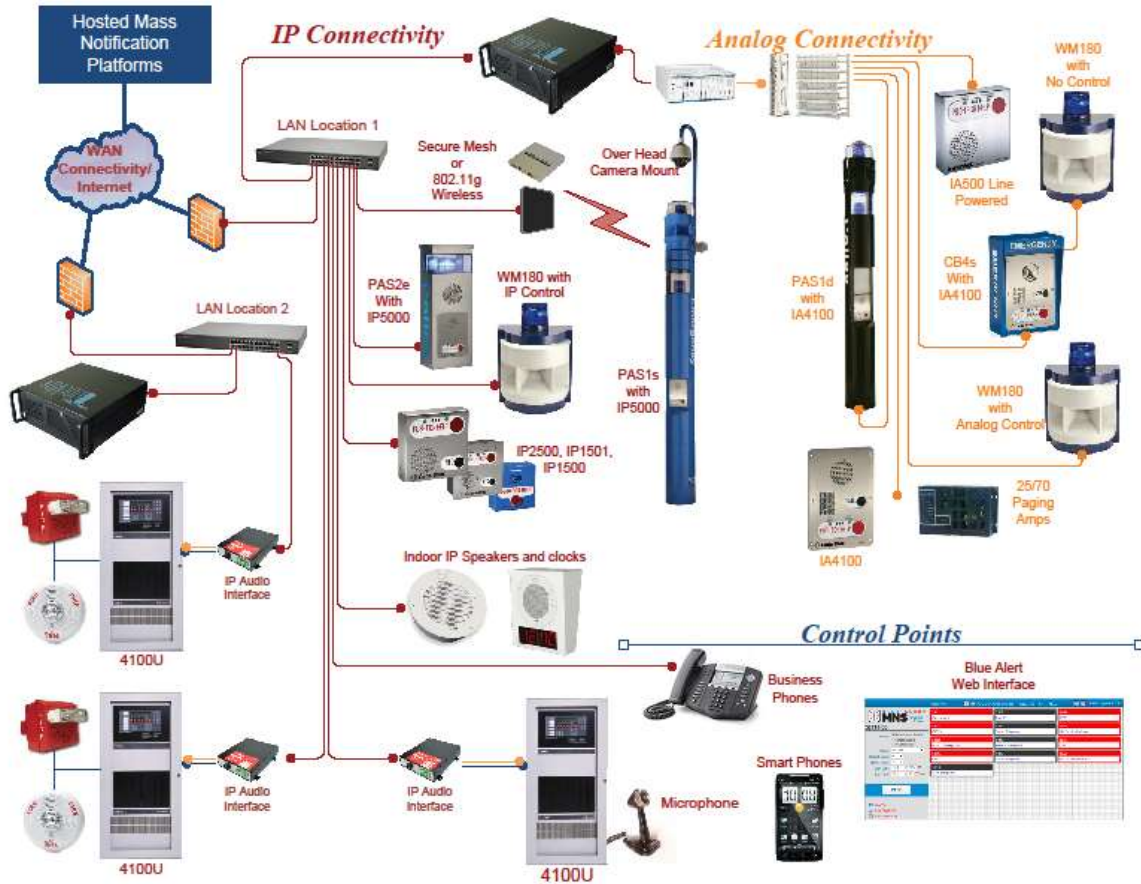 Hosted Mass
Notification
Platforms
IP Connectivity
Analog Connectivity
WM180
with
No Control
LAN Location 1
WAN
Connectivity/
Internet
Secure Mesh
or
802.11g
Wireless
Over Head
Camera Mount
IA500 Line
Powered
EMERGENCY
CB4s
With
IA4100
PAS2e
With
IP5000
WM180 with
IP Control
PAS1d
with
IA4100
LAN Location 2
PAS1s
with
IP5000
WM180
with
Analog Control
IP2500, IP1501,
IP1500
25/70
Paging
Amps
IA4100
IP Audio
Interface
4100U
Indoor IP Speakers and clocks
Control Points
Business
Phones
Blue Alert
Web Interface
MNS
IP Audio
Interface
IP Audio
Interface
Smart Phones
Microphone
4100U
4100U